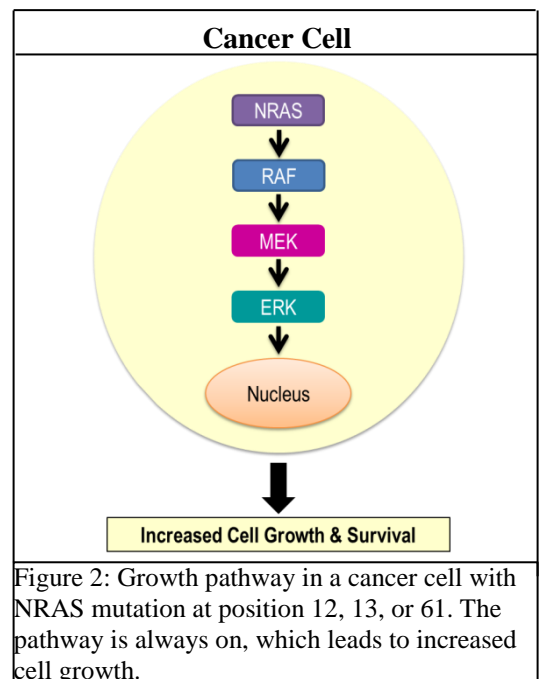 Cancer Cell
NRAS
RAF
MEK
ERK
Nucleus
Increased Cell Growth & Survival
Figure 2: Growth pathway in a cancer cell with
NRAS mutation at position 12, 13, or 61. The
pathway is always on, which leads to increased
cell growth.